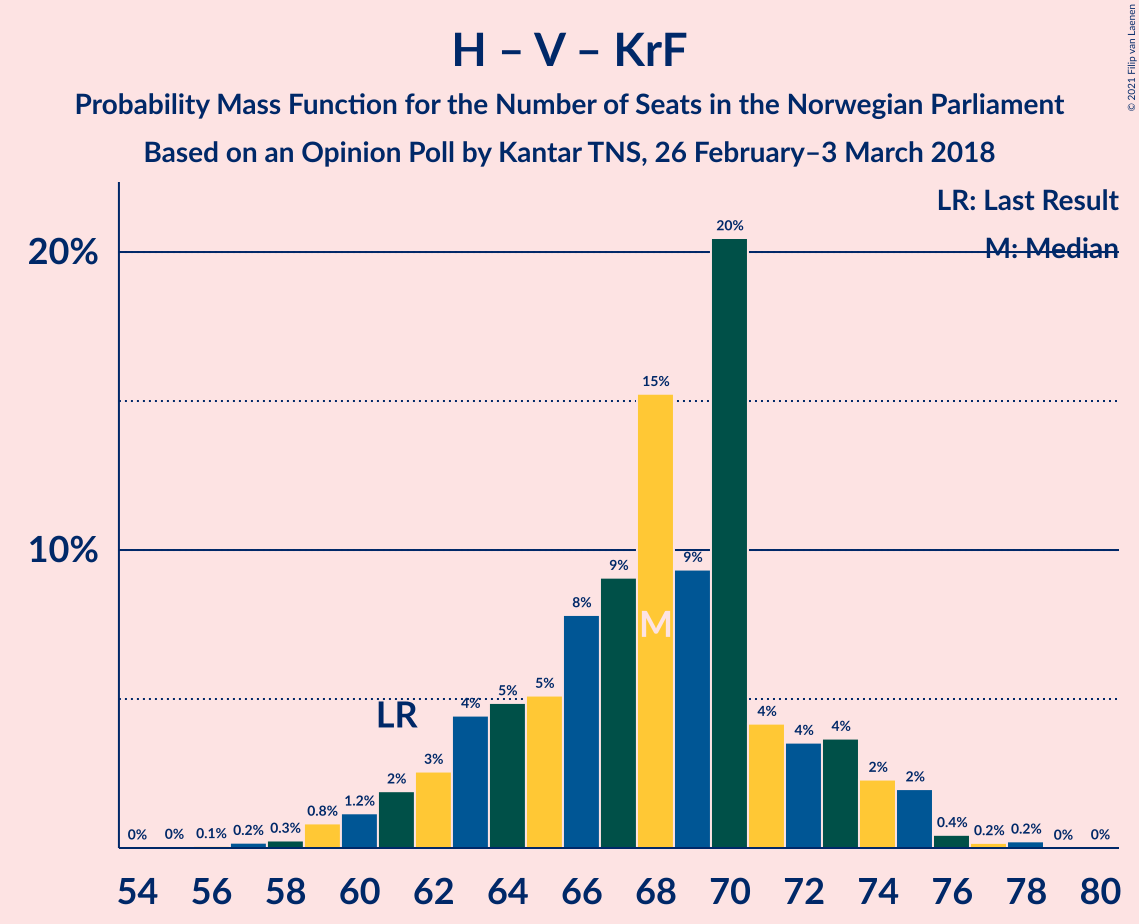 H – V – KrF
Probability Mass Function for the Number of Seats in the Norwegian Parliament
Based on an Opinion Poll by Kantar TNS, 26 February–3 March 2018
© 2021 Filip van Laenen
LR: Last Result
M: Median
20%
10%
0% 0% 0.1% 0.2% 0.3% 0.8% 1.2% 2% 3% 4% 5% 5% 8% 9% 15% 9% 20% 4% 4% 4% 2% 2% 0.4% 0.2% 0.2% 0% 0%
LR
M
54 56 58 60 62 64 66 68 70 72 74 76 78 80